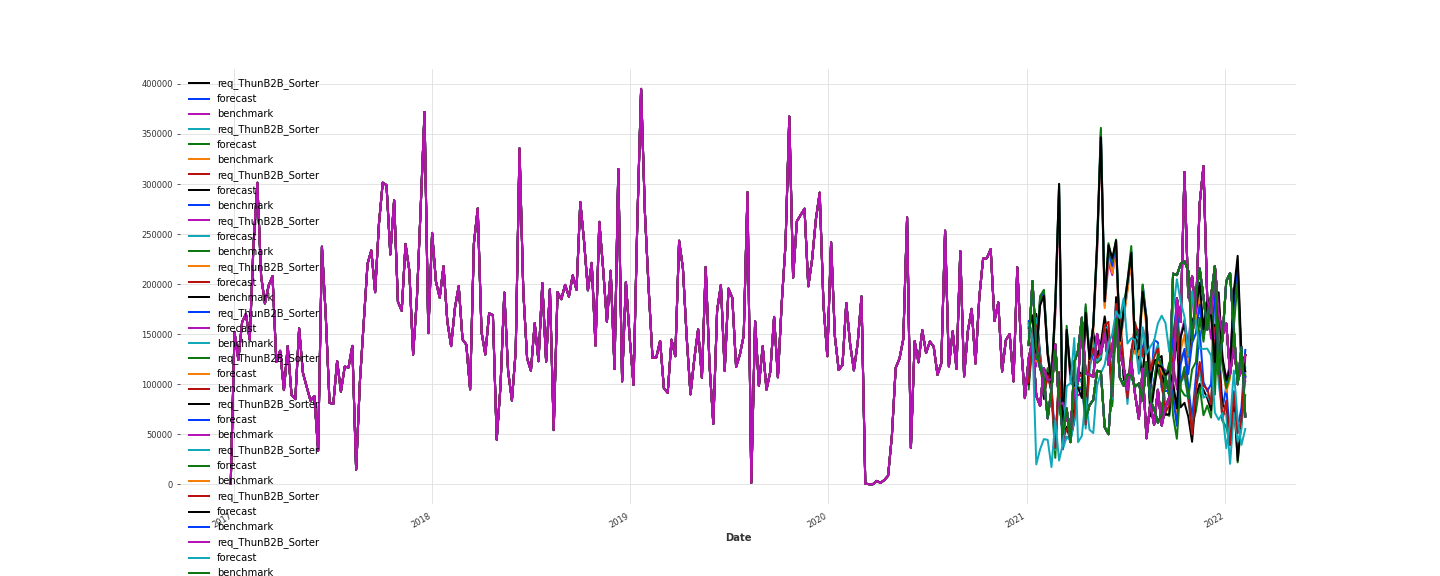 400000
350000
300000
250000
200000
150000
100000
50000
0
req_ThunB2B_Sorter
forecast
benchmark
req_ThunB2B_Sorter
forecast
benchmark
req_ThunB2B_Sorter
forecast
benchmark
req_ThunB2B_Sorter
forecast
benchmark
req_ThunB2B_Sorter
forecast
benchmark
req_ThunB2B_Sorter
forecast
benchmark
req_ThunB2B_Sorter
forecast
benchmark
req_ThunB2B_Sorter
forecast
benchmark
req_ThunB2B_Sorter
forecast
benchmark
req_ThunB2B_Sorter
forecast
benchmark
req_ThunB2B_Sorter
forecast
benchmark
2017
2018
2019
2020
2021
2022
Date